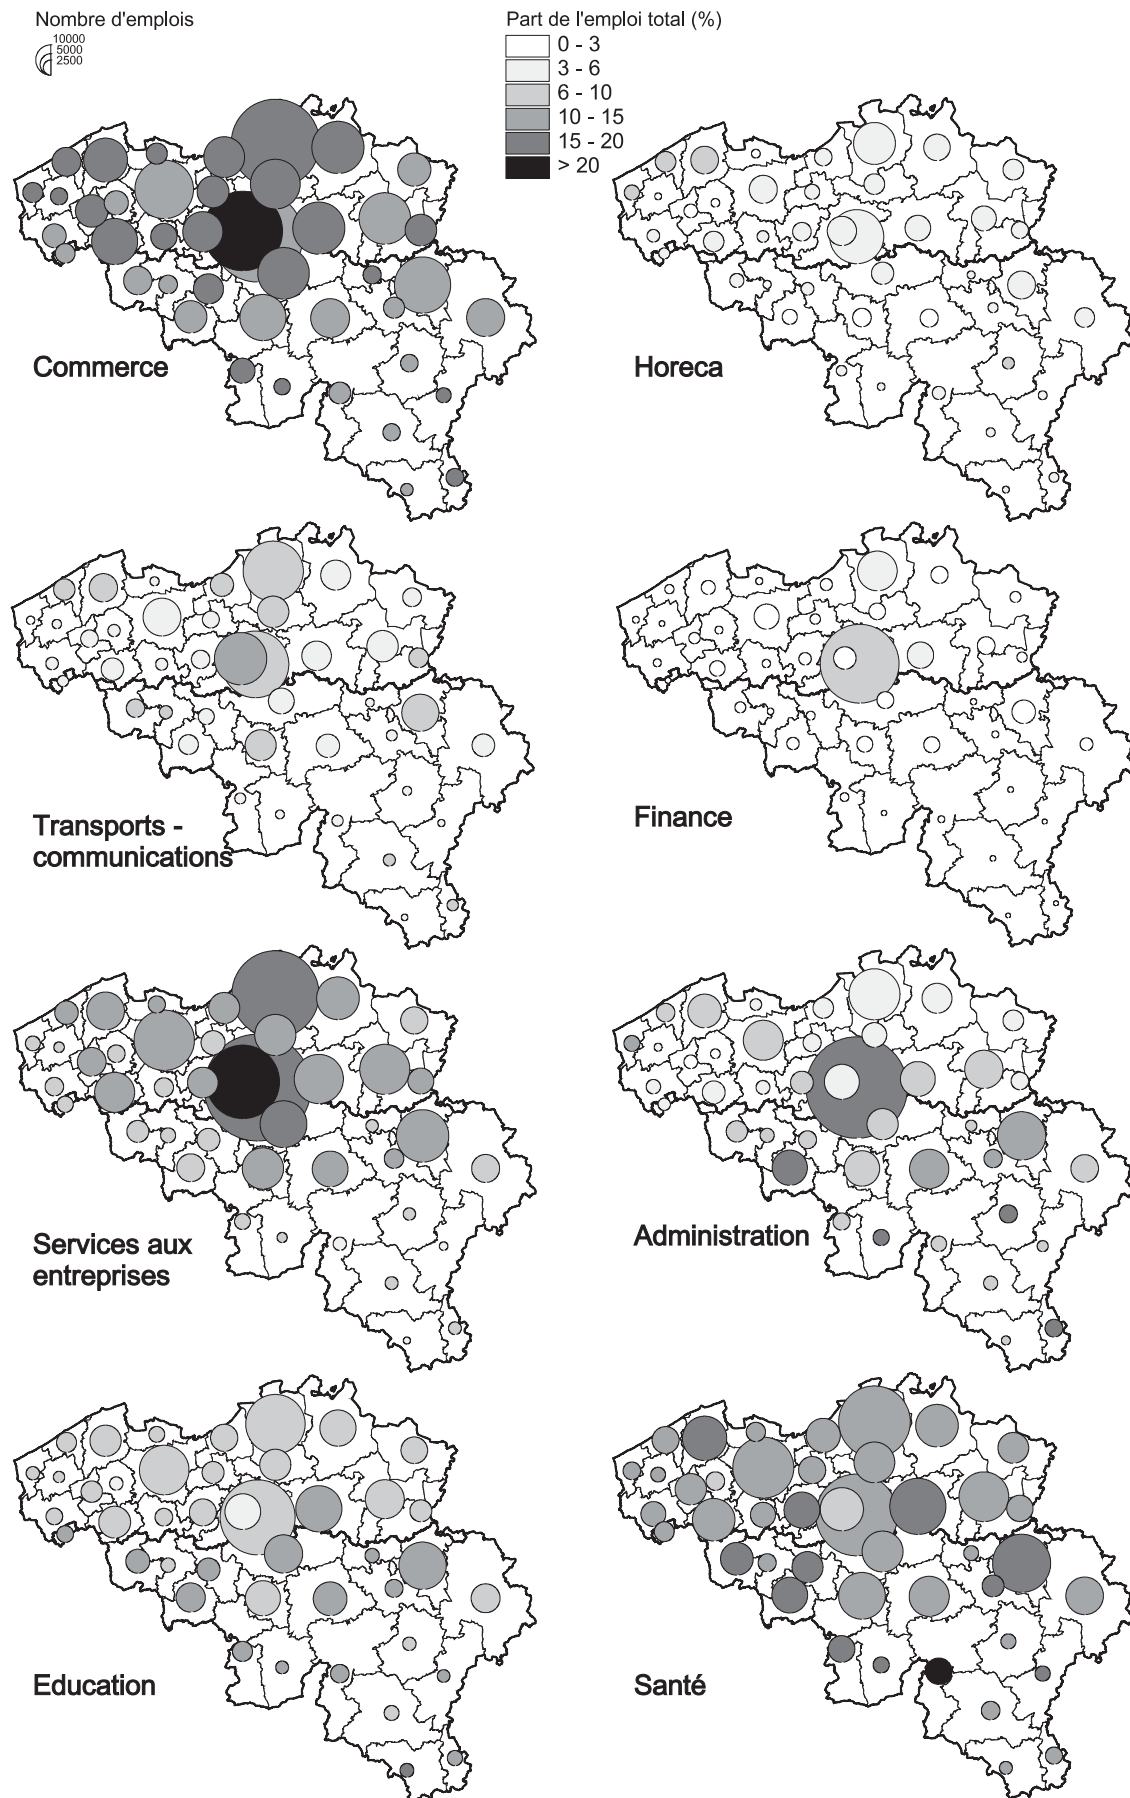 Nombre d'emplois
10000
5000
2500
Part de l'emploi total (%)
0 - 3
3 - 6
6 - 10
10 - 15
15 - 20
> 20
Commerce
Horeca
Transports -
communications
Finance
Services aux
entreprises
Administration
Education
Santé